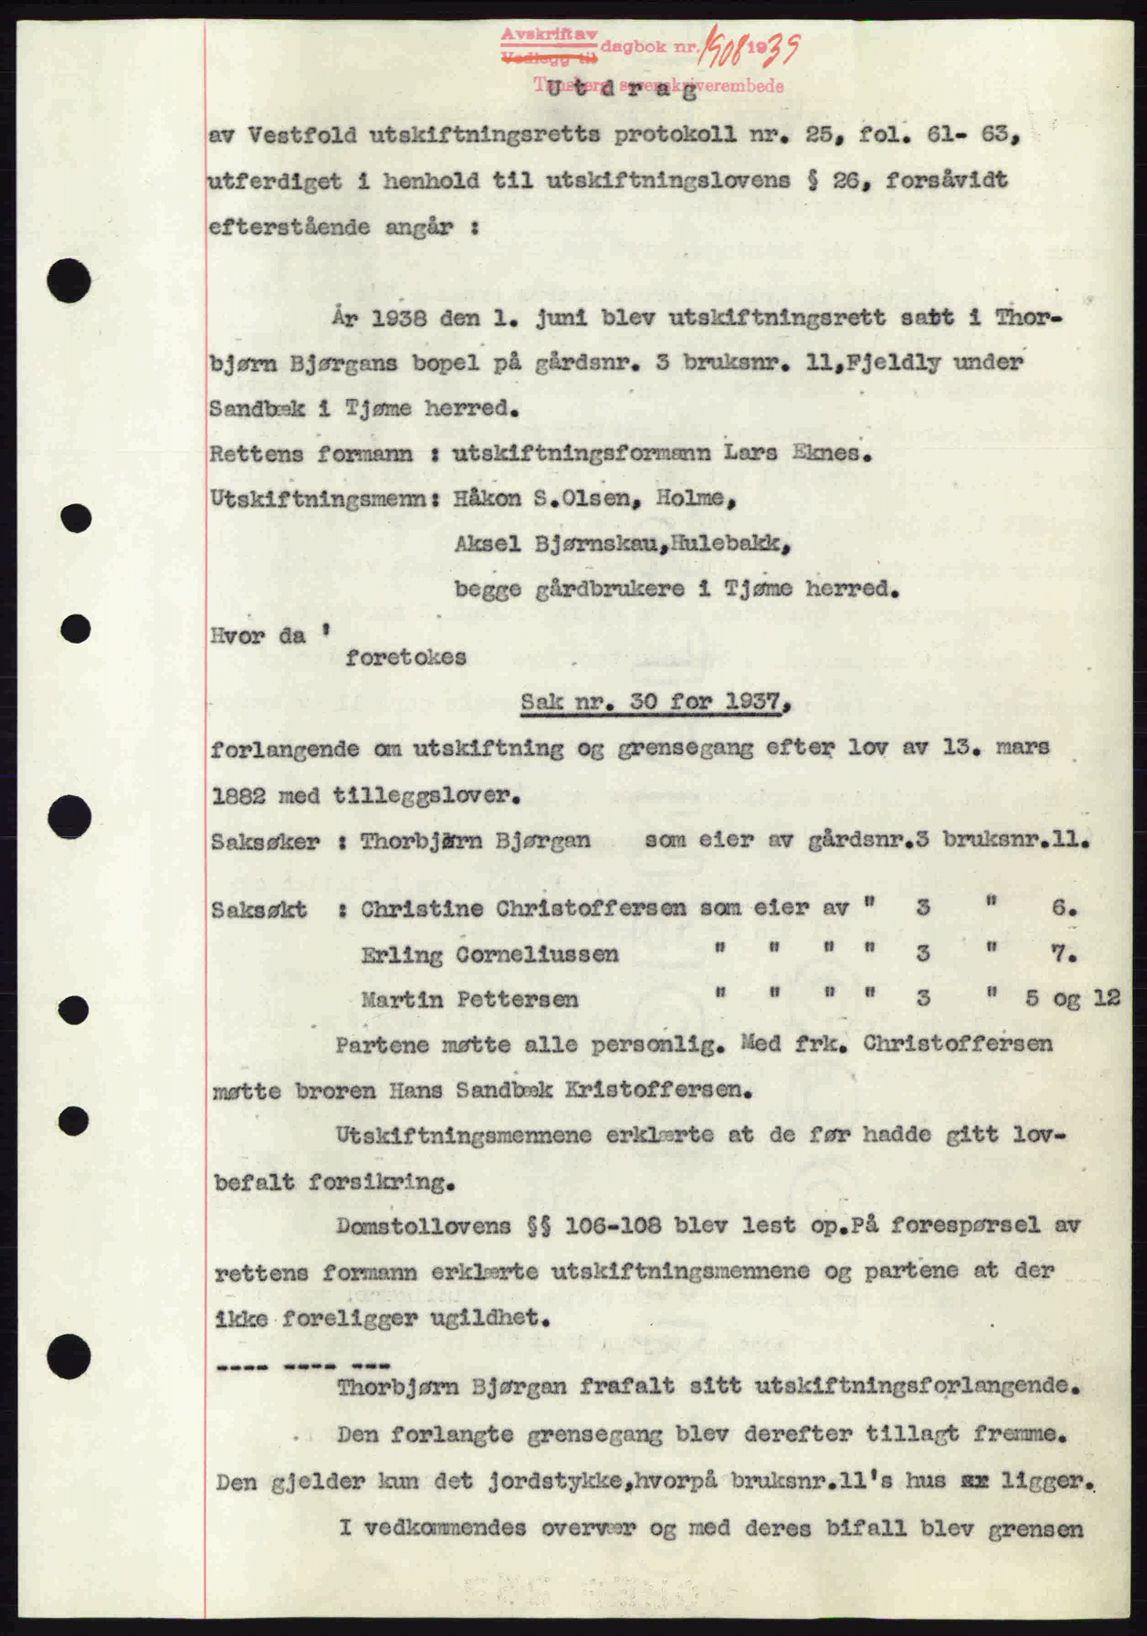 Avskrift av
Vedlegg til dagbok nr. 1908 1939
Tønsberg sorenskriverembede
Utdrag
av Vestfold utskiftningsretts protokoll nr. 25, fol. 61- 63,
utferdiget i henhold til utskiftningslovens § 26, forsåvidt
efterstående angår :
År 1938 den 1. juni blev utskiftningsrett satt i Thor-
bjørn Bjørgans bopel på gårdsnr. 3 bruksnr. 11,Fjeldly under
Sandbæk i Tjøme herred.
Rettens formann : utskiftningsformann Lars Eknes.
Utskiftningsmenn: Håkon S.Olsen, Holme,
Aksel Bjørnskau,Hulebakk,
begge gårdbrukere i Tjøme herred.
Hvor da '
foretokes
Sak nr. 30 for 1937,
forlangende om utskiftning og grensegang efter lov av 13. mars
1882 med tilleggslover.
Saksøker : Thorbjørn Bjørgan som eier av gårdsnr.3 bruksnr.11.
Saksøkt : Christine Christoffersen som eier av " 3 " 6.
Erling Corneliussen " " " " 3 " 7.
Martin Pettersen " " " " 3 " 5 og 12
Partene møtte alle personlig. Med frk. Christoffersen
møtte broren Hans Sandbæk Kristoffersen.
Utskiftningsmennene erklærte at de før hadde gitt lov-
befalt forsikring.
Domstollovens §§ 106-108 blev lest op.På forespørsel av
rettens formann erklærte utskiftningsmennene og partene at der
ikke foreligger ugildhet.
---- ---- ---
Thorbjørn Bjørgan frafalt sitt utskiftningsforlangende.
Den forlangte grensegang blev derefter tillagt fremme.
Den gjelder kun det jordstykke,hvorpå bruksnr.11's hus ligger.
I vedkommendes overvær og med deres bifall blev grensen